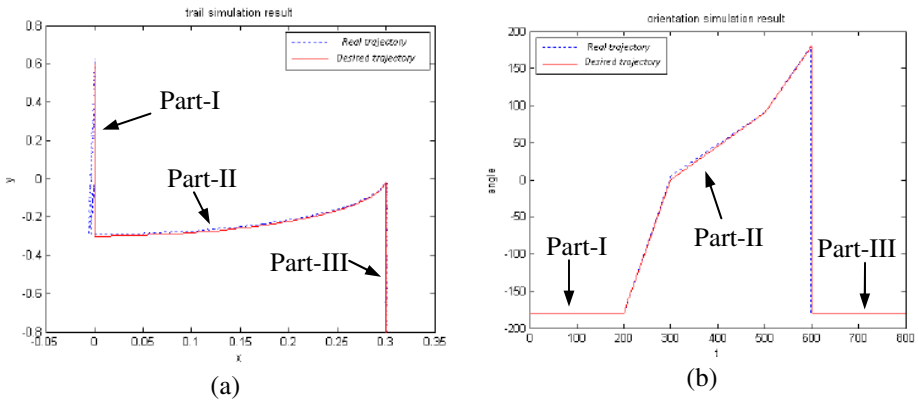 trail simulation result
(a)
0.8
0.6
0.4
0.2
0
-0.2
-0.4
-0.6
-0.8
y
Real trajectory
Desired trajectory
Part-I
Part-II
Part-III
-0.05 0 0.05 0.1 0.15 0.2 0.25 0.3 0.35
x
(a)
orientation simulation result
(b)
200
150
100
50
0
-50
-100
-150
-200
angle
Real trajectory
Desired trajectory
Part-I
Part-II
Part-III
0 100 200 300 400 500 600 700 800
t
(b)